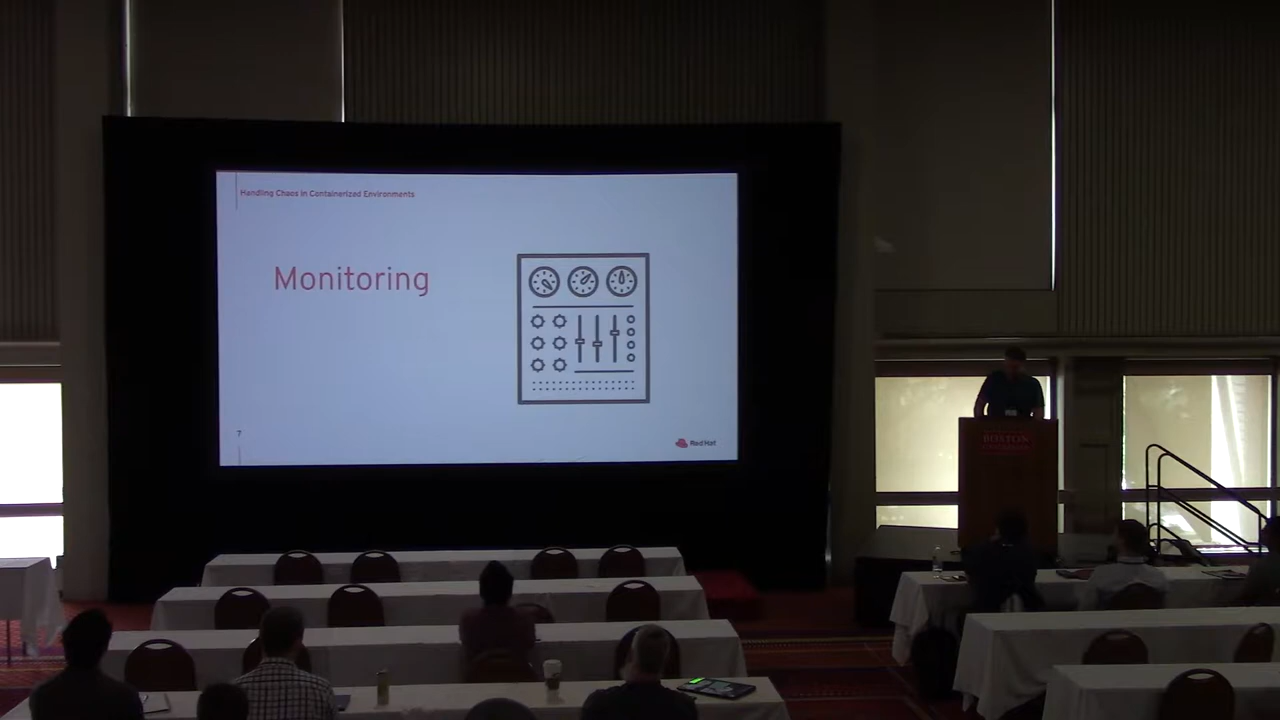 Handling Chaos in Containerized Environments
Monitoring
7
Red Hat
BOSTON